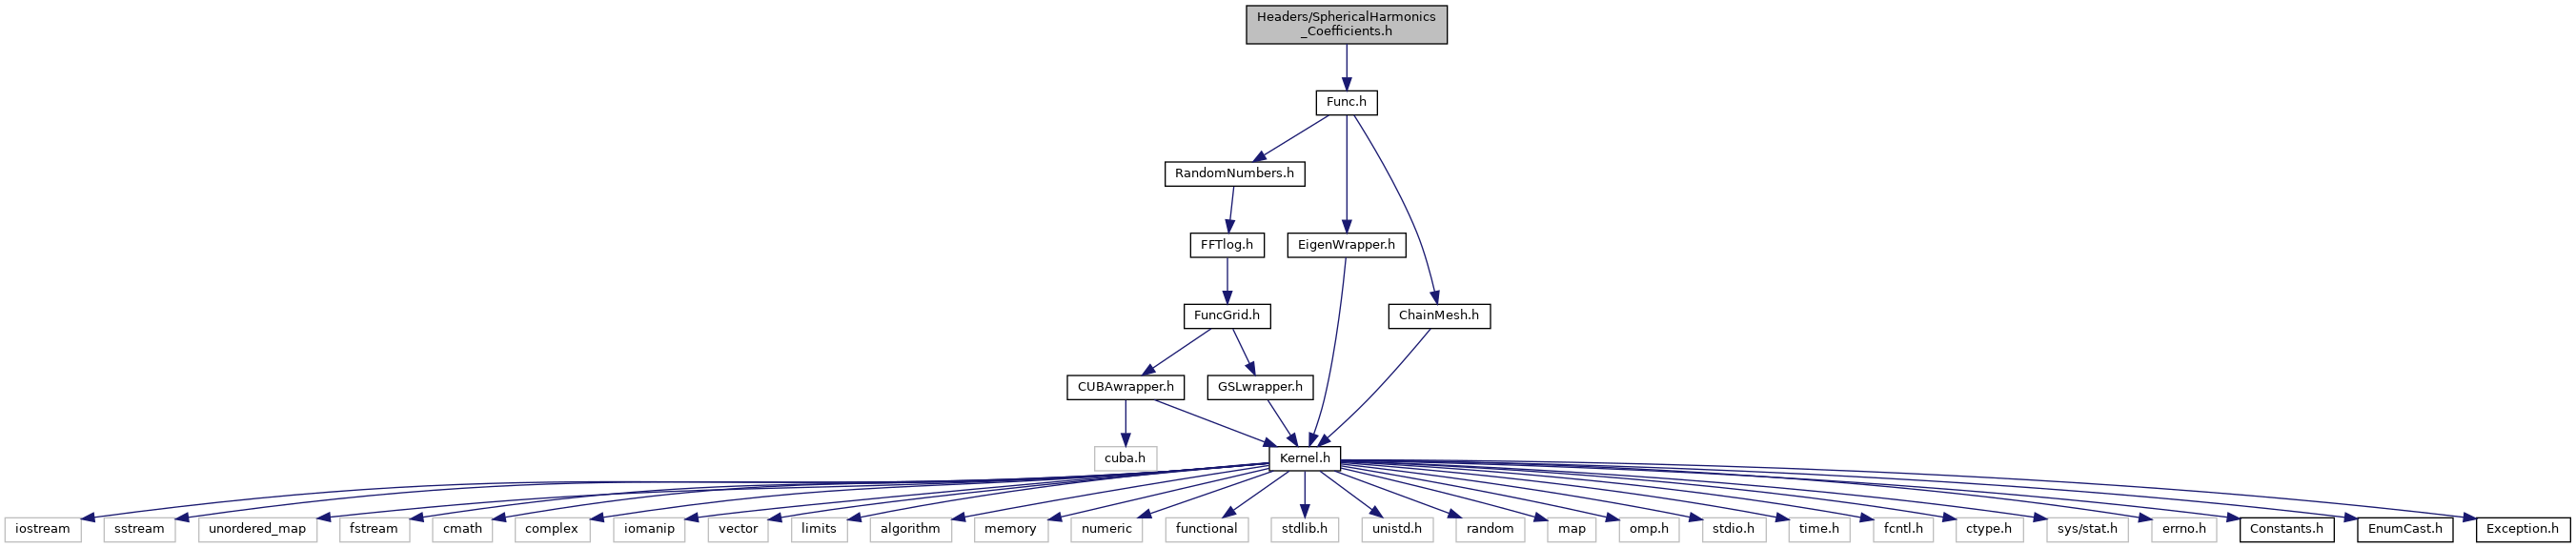 Headers/SphericalHarmonics
_Coefficients.h
Func.h
RandomNumbers.h
FFTlog.h
EigenWrapper.h
FuncGrid.h
ChainMesh.h
CUBAwrapper.h
GSLwrapper.h
cuba.h
Kernel.h
iostream
sstream
unordered_map
fstream
cmath
complex
iomanip
vector
limits
algorithm
memory
numeric
functional
stdlib.h
unistd.h
random
map
omp.h
stdio.h
time.h
fcntl.h
ctype.h
sys/stat.h
errno.h
Constants.h
EnumCast.h
Exception.h